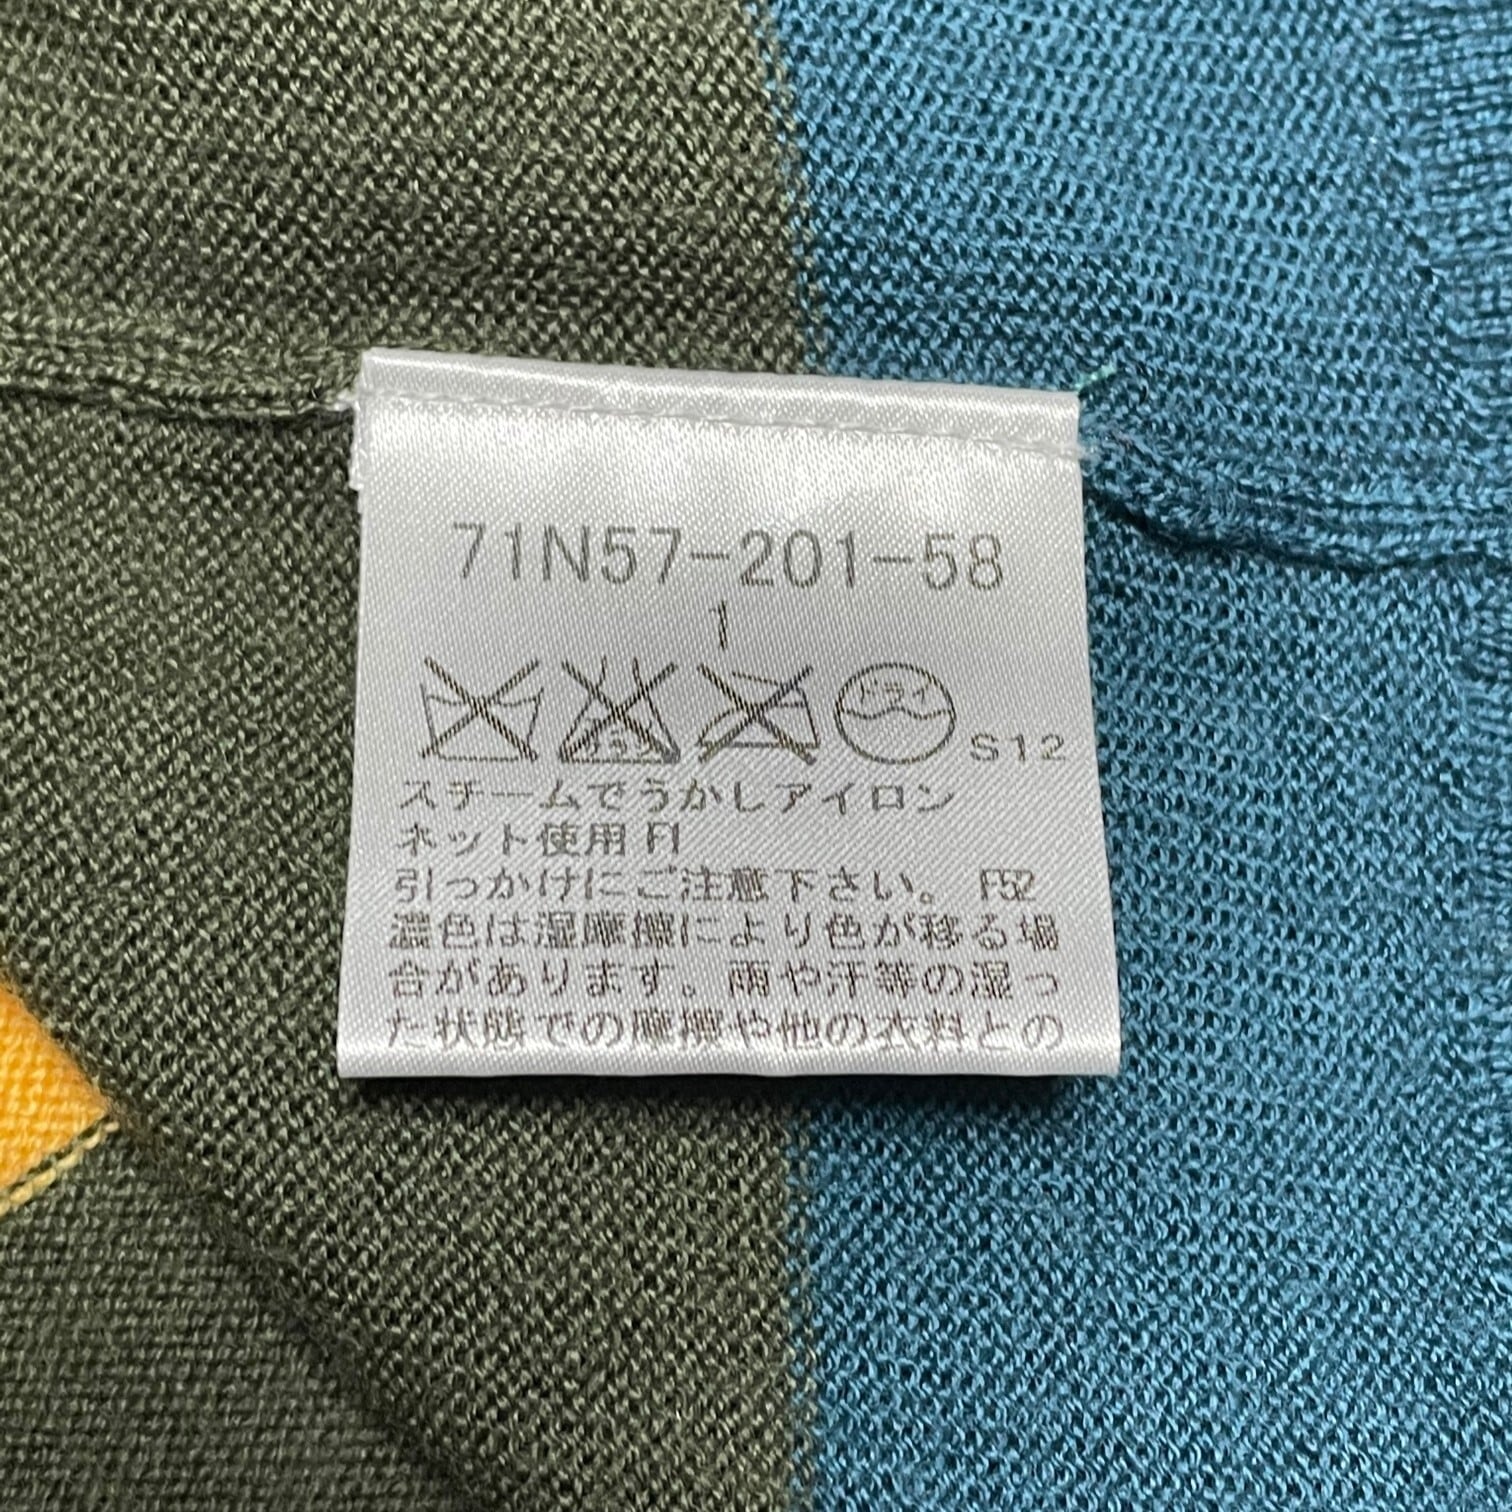 71N57-201-58
1
ドライ
S12
スチームでうかしアイロン
ネット使用 F1
引っかけにご注意下さい。 F52
濃色は湿摩擦により色が移る場
合があります。雨や汗等の湿っ
た状態での摩擦や他の衣料との